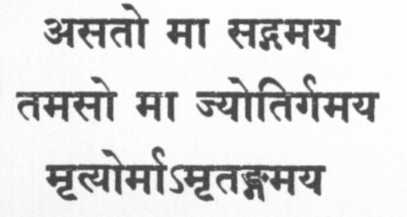 असतो मा सद्गमय
तमसो मा ज्योतिर्गमय
मृत्योर्माऽमृतङ्गमय